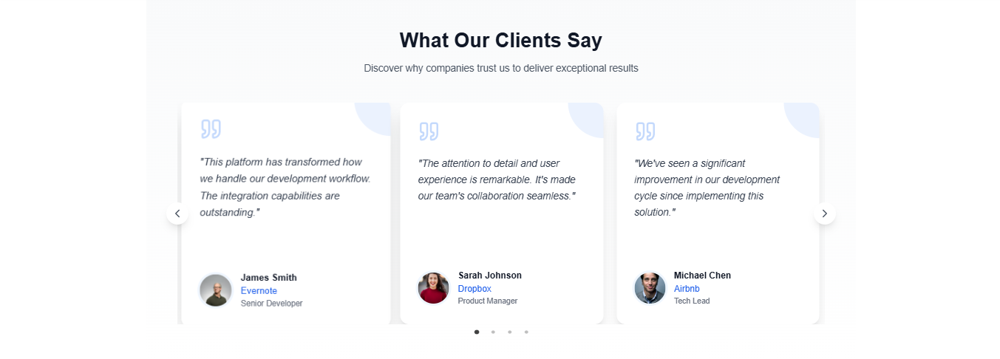 What Our Clients Say
Discover why companies trust us to deliver exceptional results
"This platform has transformed how
we handle our development workflow.
The integration capabilities are
outstanding."
James Smith
Evernote
Senior Developer
"The attention to detail and user
experience is remarkable. It's made
our team's collaboration seamless."
Sarah Johnson
Dropbox
Product Manager
"We've seen a significant
improvement in our development
cycle since implementing this
solution."
Michael Chen
Airbnb
Tech Lead